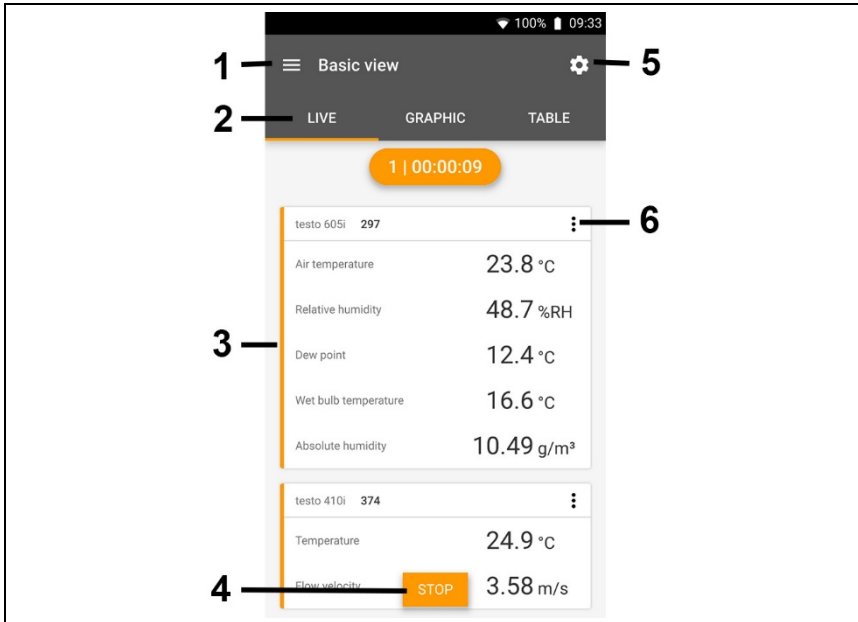 100% 09:33
1 Basic view 5
2 LIVE GRAPHIC TABLE
1 | 00:00:09
testo 605i 297 6
Air temperature 23.8 °C
Relative humidity 48.7 %RH
3
Dew point 12.4 °C
Wet bulb temperature 16.6 °C
Absolute humidity 10.49 g/m³
testo 410i 374
Temperature 24.9 °C
4 Flow velocity STOP 3.58 m/s